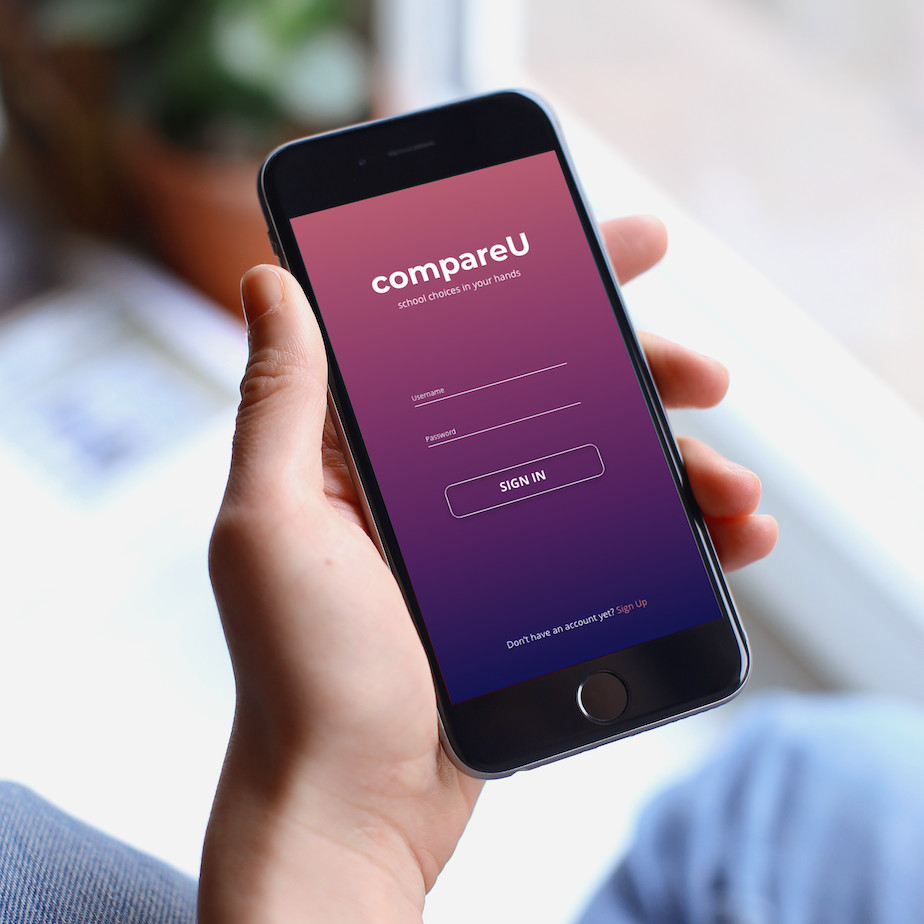 compareU
school choices in your hands
Username
Password
SIGN IN
Don't have an account yet? Sign Up